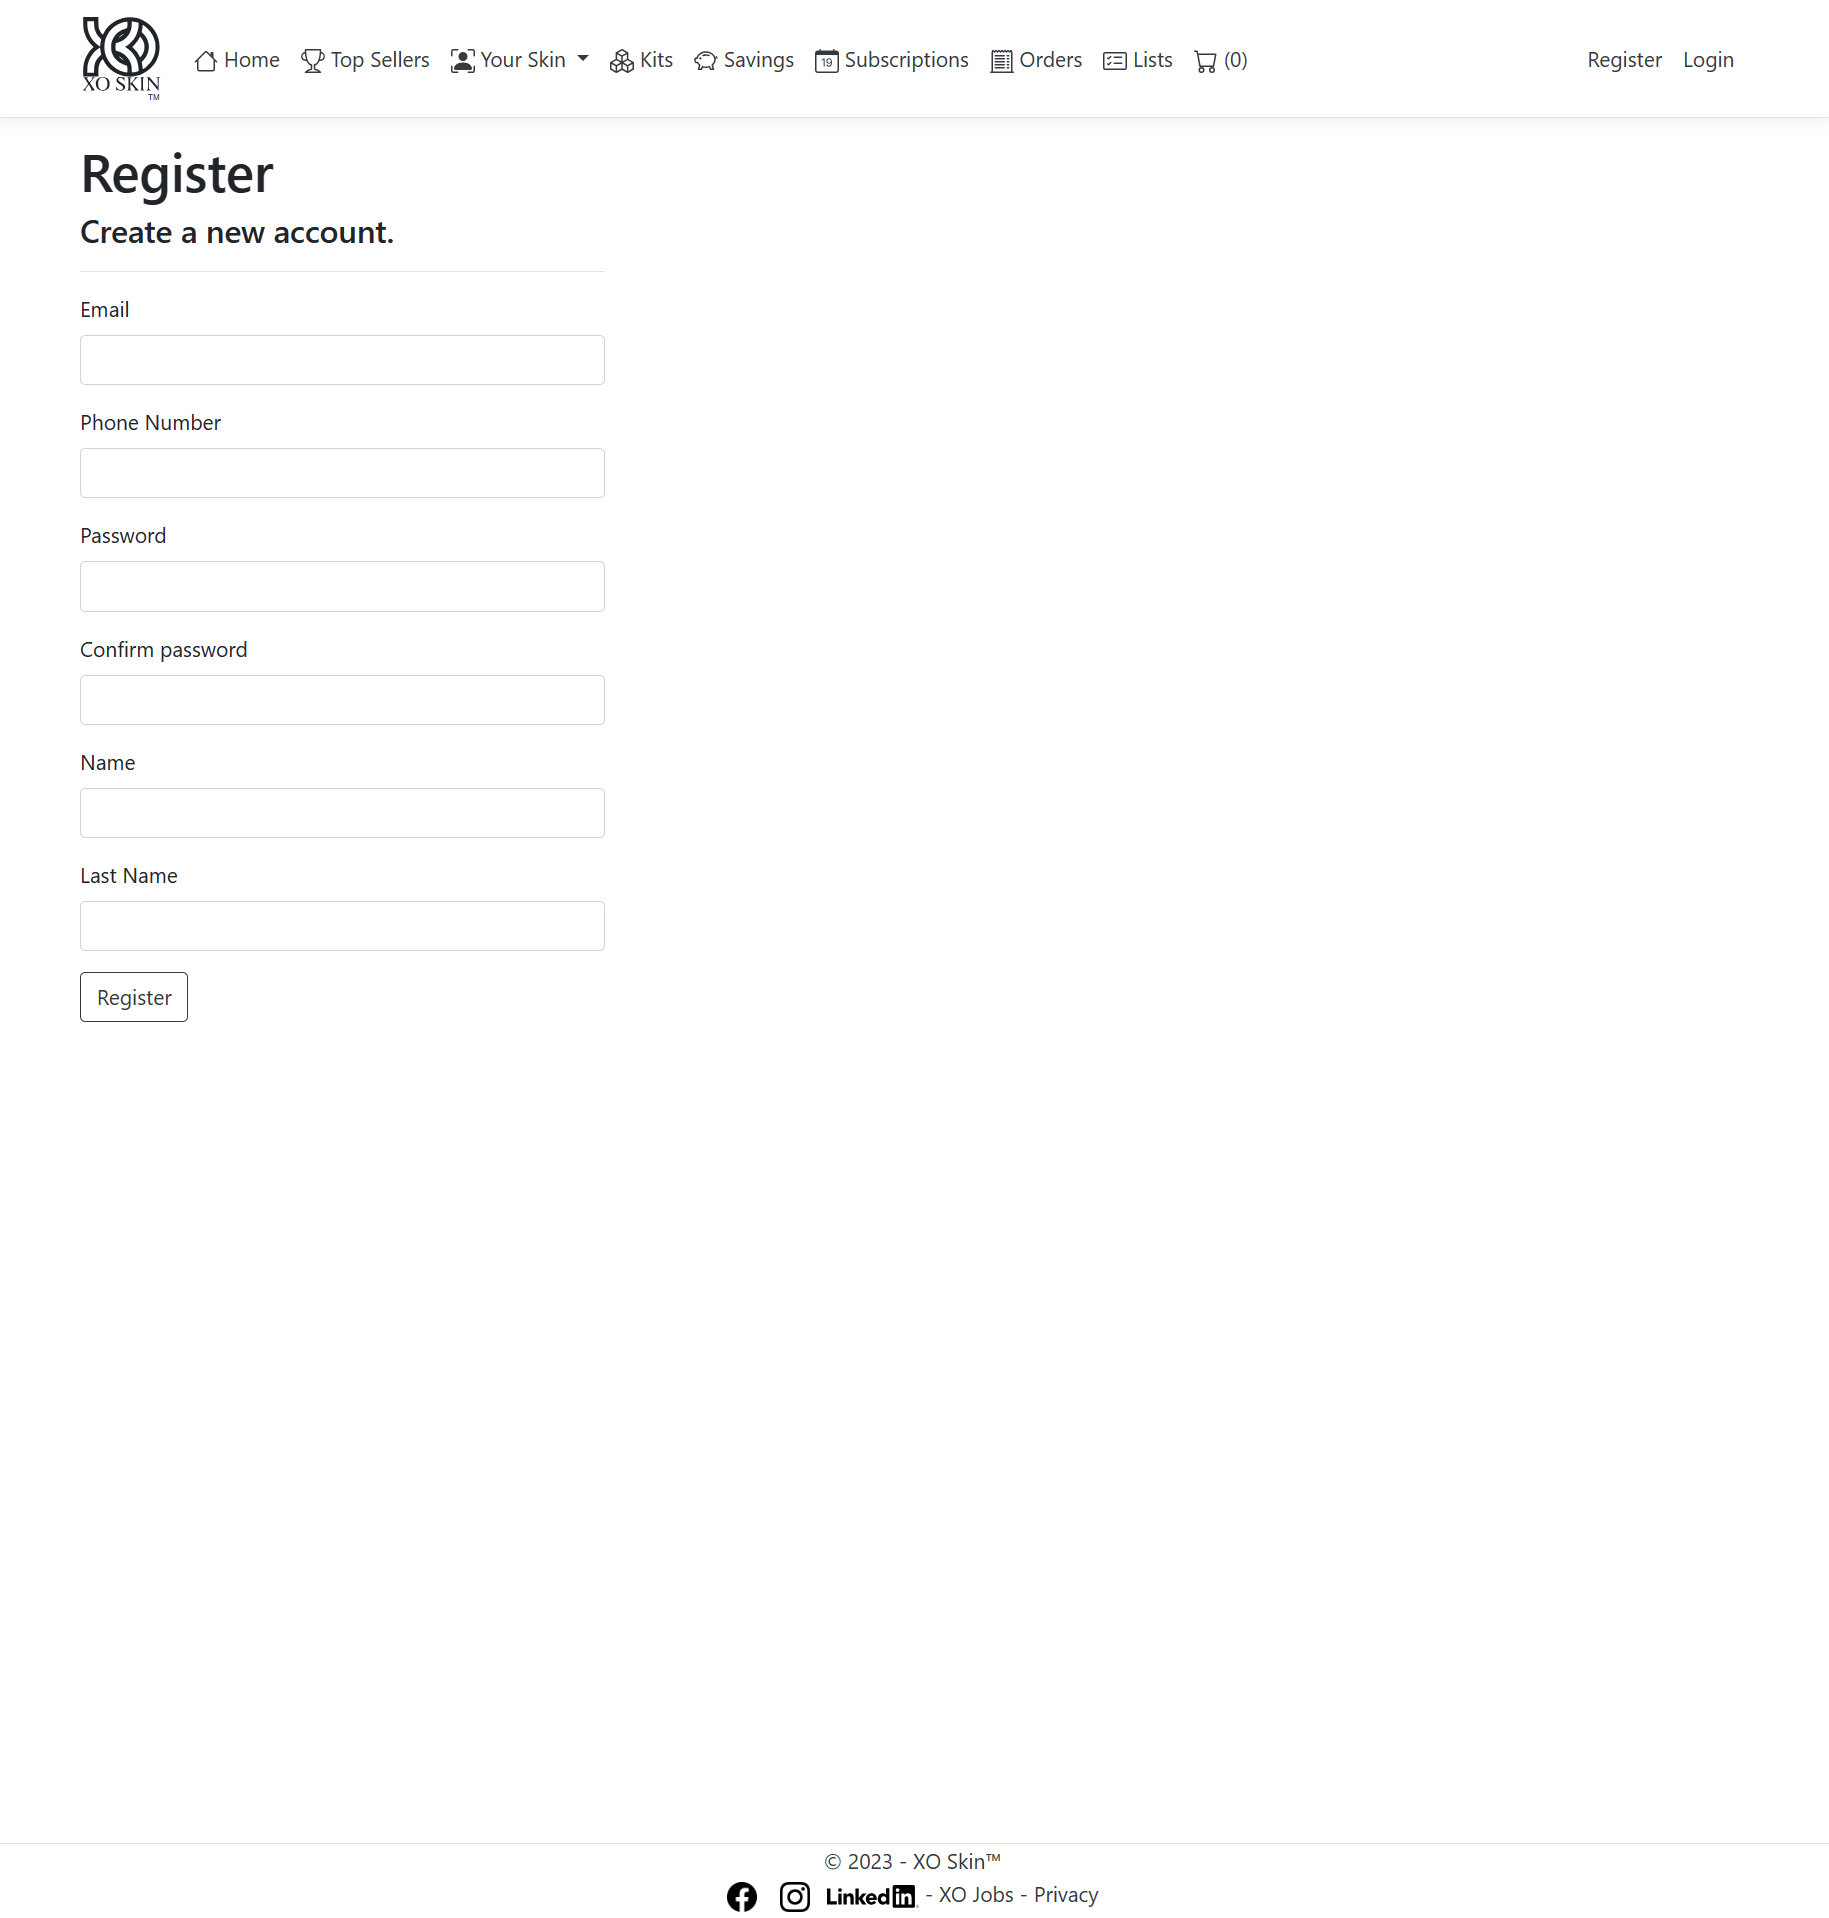 XO SKIN
TM
Home Top Sellers Your Skin Kits Savings 19 Subscriptions Orders Lists (0) Register Login
Register
Create a new account.
Email
Phone Number
Password
Confirm password
Name
Last Name
Register
© 2023 - XO Skin™
LinkedIn - XO Jobs - Privacy